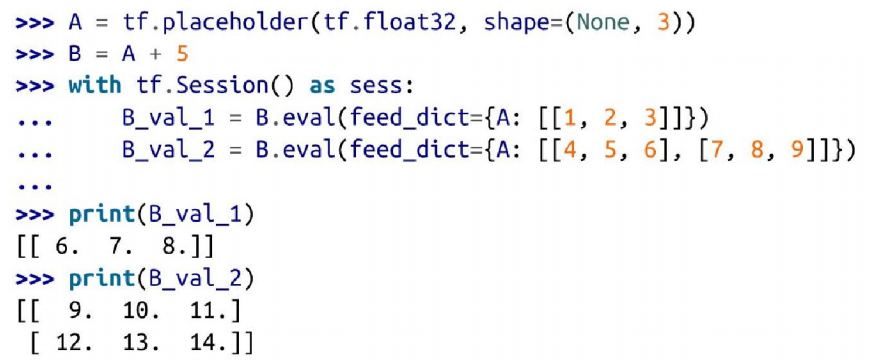 >>> A = tf.placeholder(tf.float32, shape=(None, 3))
>>> B = A + 5
>>> with tf.Session() as sess:
...     B_val_1 = B.eval(feed_dict={A: [[1, 2, 3]]})
...     B_val_2 = B.eval(feed_dict={A: [[4, 5, 6], [7, 8, 9]]})
...
>>> print(B_val_1)
[[ 6.  7.  8.]]
>>> print(B_val_2)
[[  9.  10.  11.]
 [ 12.  13.  14.]]